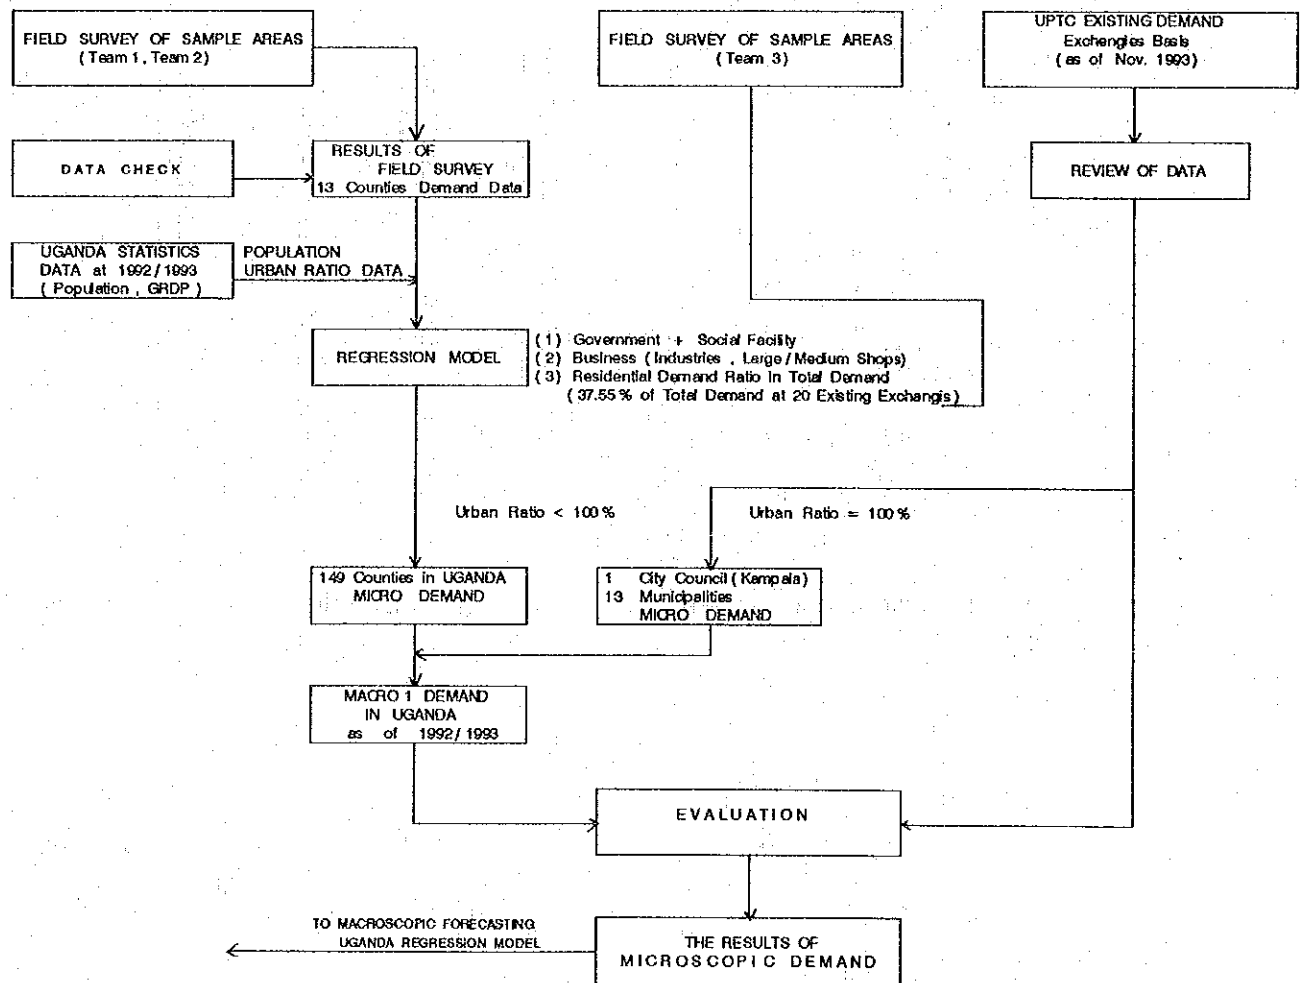 FIELD SURVEY OF SAMPLE AREAS
(Team 1, Team 2)
FIELD SURVEY OF SAMPLE AREAS
(Team 3)
UPTC EXISTING DEMAND
Exchengles Basis
(as of Nov. 1993)
DATA CHECK
RESULTS OF
FIELD SURVEY
13 Counties Demand Data
REVIEW OF DATA
UGANDA STATISTICS
DATA at 1992/1993
(Population, GRDP)
POPULATION
URBAN RATIO DATA
REGRESSION MODEL
(1) Government + Social Facility
(2) Business (Industries, Large/Medium Shops)
(3) Residential Demand Ratio in Total Demand
(37.55% of Total Demand at 20 Existing Exchangis)
Urban Ratio < 100%
Urban Ratio = 100%
149 Counties in UGANDA
MICRO DEMAND
1 City Council (Kampala)
13 Municipalities
MICRO DEMAND
MACRO 1 DEMAND
IN UGANDA
as of 1992/1993
EVALUATION
TO MACROSCOPIC FORECASTING
UGANDA REGRESSION MODEL
THE RESULTS OF
MICROSCOPIC DEMAND